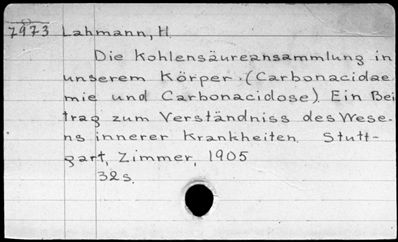 7973 Lahmann, H.
Die Kohlensäureansammlung in
unserem Körper. (Carbonacidae
mie und Carbonacidose). Ein Bei
trag zum Verständniss des Wese-
ns innerer Krankheiten. Stutt-
gart, Zimmer, 1905
32s.